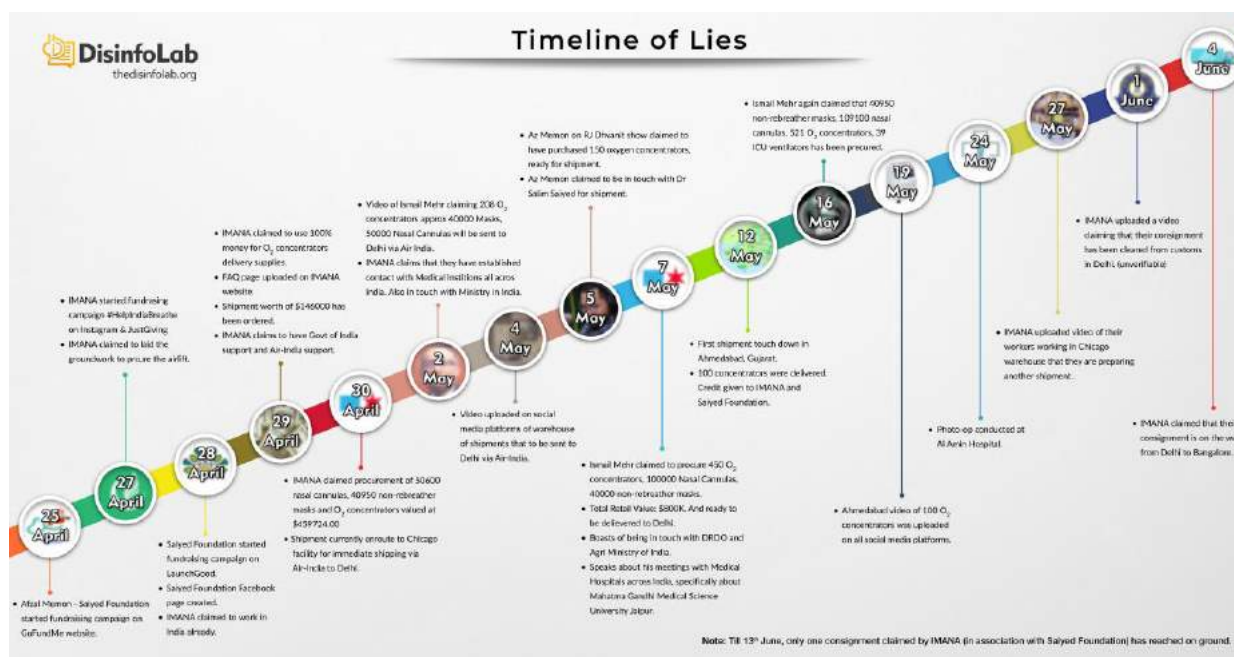 DisinfoLab
thedisinfolab.org
Timeline of Lies
25
April
• Afzal Memon - Saiyed Foundation
started fundraising campaign on
GoFundMe website.
27
April
• IMANA started fundraising
campaign #HelpIndiaBreathe
on Instagram & JustGiving
• IMANA claimed to laid the
groundwork to procure the airlift.
28
April
• Saiyed Foundation started
fundraising campaign on
LaunchGood.
• Saiyed Foundation Facebook
page created.
• IMANA claimed to work in
India already.
29
April
• IMANA claimed to use 100%
money for O₂ concentrators
delivery supplies.
• FAQ page uploaded on IMANA
website
• Shipment worth of $146000 has
been ordered.
• IMANA claims to have Govt of India
support and Air-India support.
30
April
• IMANA claimed procurement of
nasal cannulas, 40950 non-rebreather
masks and O₂ concentrators valued at
• Shipment currently enroute to Chicago
facility for immediate shipping via
Air-India to Delhi.
2
May
• Video of Ismail Mehr claiming 208 O₂
concentrators approx 40000 Masks,
50000 Nasal Cannulas will be sent to
Delhi via Air India.
• IMANA claims that they have established
contact with Medical Institions all acros
India. Also in touch with Ministry in India.
4
May
• Video uploaded on social
media platforms of warehouse
of shipments that to be sent to
Delhi via Air-India.
5
May
• Az Memon on RJ Dhvanit show claimed to
have purchased 150 oxygen concentrators,
ready for shipment.
• Az Memon claimed to be in touch with Dr
Salim Saiyed for shipment.
7
May
• Ismail Mehr claimed to procure 450 O₂
concentrators, 100000 Nasal Cannulas,
40000 non-rebreather masks.
• Total Retail Value: $800K. And ready to
be delievered to Delhi.
• Boasts of being in touch with DRDO and
Agri Ministry of India.
• Speaks about his meetings with Medical
Hospitals across India, specifically about
Mahatma Gandhi Medical Science
University Jaipur.
12
May
• First shipment touch down in
Ahmedabad, Gujarat.
• 100 concentrators were delivered.
Credit given to IMANA and
Saiyed Foundation.
16
May
• Ismail Mehr again claimed that 40950
non-rebreather masks, 109100 nasal
cannulas, 521 O₂ concentrators, 39
ICU ventilators has been precured.
19
May
• Ahmedabad video of 100 O₂
concentrators was uploaded
on all social media platforms.
24
May
• Photo-op conducted at
Al Amin Hospital.
27
May
• IMANA uploaded video of their
workers working in Chicago
warehouse that they are preparing
another shipment.
1
June
• IMANA uploaded a video
claiming that their consignment
has been cleared from customs
in Delhi. (unverifiable)
4
June
• IMANA claimed that thei
consignment is on the w
from Delhi to Bangalore.
Note: Till 13th June, only one consignment claimed by IMANA (in association with Saiyed Foundation) has reached on ground.